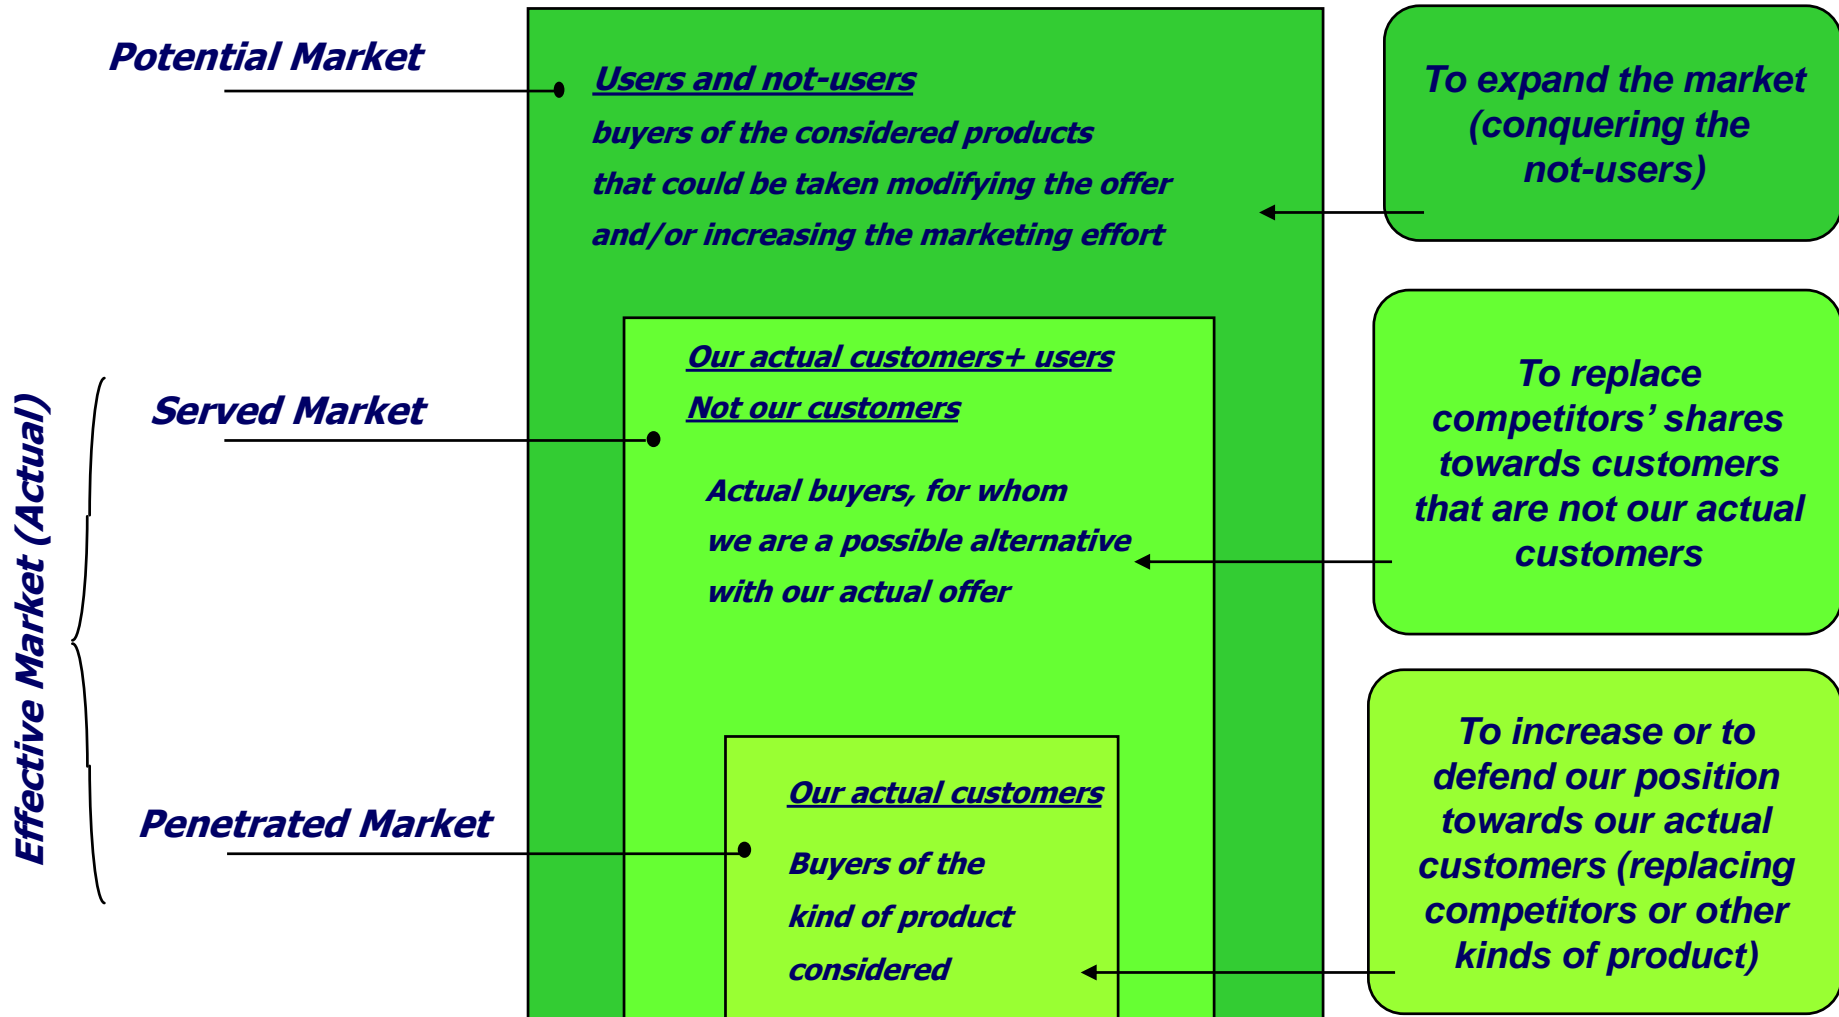 Potential Market
Users and not-users
buyers of the considered products
that could be taken modifying the offer
and/or increasing the marketing effort
To expand the market
(conquering the
not-users)
Effective Market (Actual)
Served Market
Our actual customers+ users
Not our customers
Actual buyers, for whom
we are a possible alternative
with our actual offer
To replace
competitors’ shares
towards customers
that are not our actual
customers
Penetrated Market
Our actual customers
Buyers of the
kind of product
considered
To increase or to
defend our position
towards our actual
customers (replacing
competitors or other
kinds of product)